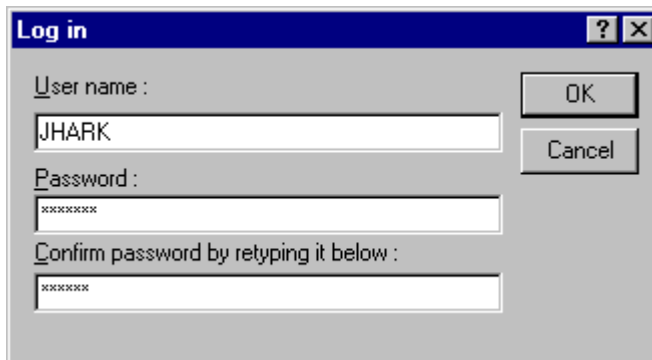 Log in
User name :
OK
JHARK
Cancel
Password :
*******
Confirm password by retyping it below :
******